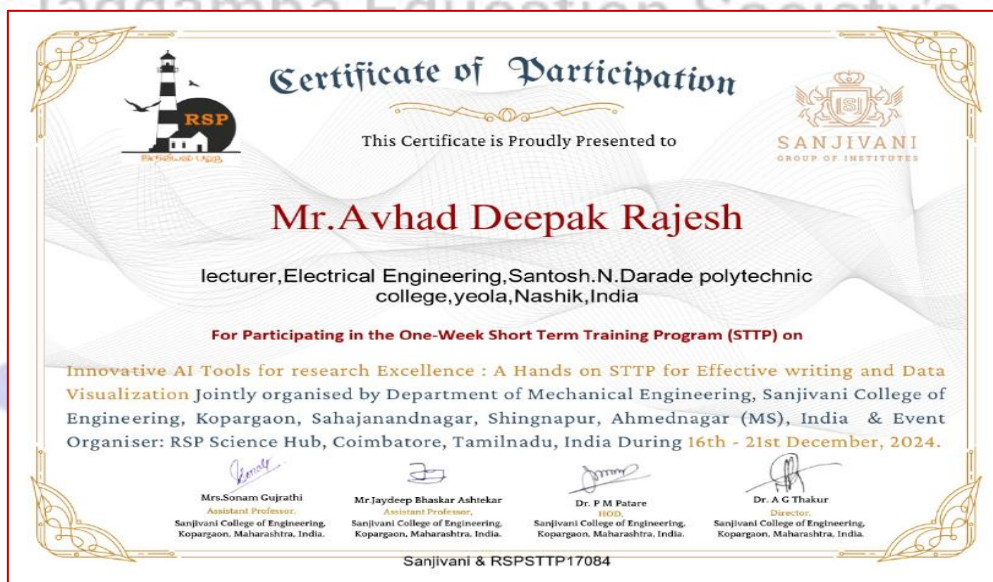 Jaggamba Education Society's
Certificate of Participation
RSP
This Certificate is Proudly Presented to
SANJIVANI
GROUP OF INSTITUTES
Mr.Avhad Deepak Rajesh
lecturer,Electrical Engineering,Santosh.N.Darade polytechnic
college,yeola,Nashik,India
For Participating in the One-Week Short Term Training Program (STTP) on
Innovative AI Tools for research Excellence : A Hands on STTP for Effective writing and Data
Visualization Jointly organised by Department of Mechanical Engineering, Sanjivani College of
Engineering, Kopargaon, Sahajanandnagar, Shingnapur, Ahmednagar (MS), India & Event
Organiser: RSP Science Hub, Coimbatore, Tamilnadu, India During 16th - 21st December, 2024.
Mrs.Sonam Gujrathi
Assistant Professor,
Sanjivani College of Engineering,
Kopargaon, Maharashtra, India.
Mr.Jaydeep Bhaskar Ashtekar
Assistant Professor,
Sanjivani College of Engineering,
Kopargaon, Maharashtra, India.
Dr. P M Patare
HOD,
Sanjivani College of Engineering,
Kopargaon, Maharashtra, India.
Dr. A G Thakur
Director,
Sanjivani College of Engineering,
Kopargaon, Maharashtra, India.
Sanjivani & RSPSTTP17084